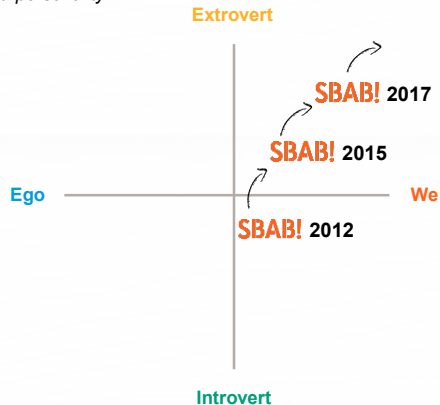 Extrovert
SBAB! 2017
SBAB! 2015
Ego
We
SBAB! 2012
Introvert